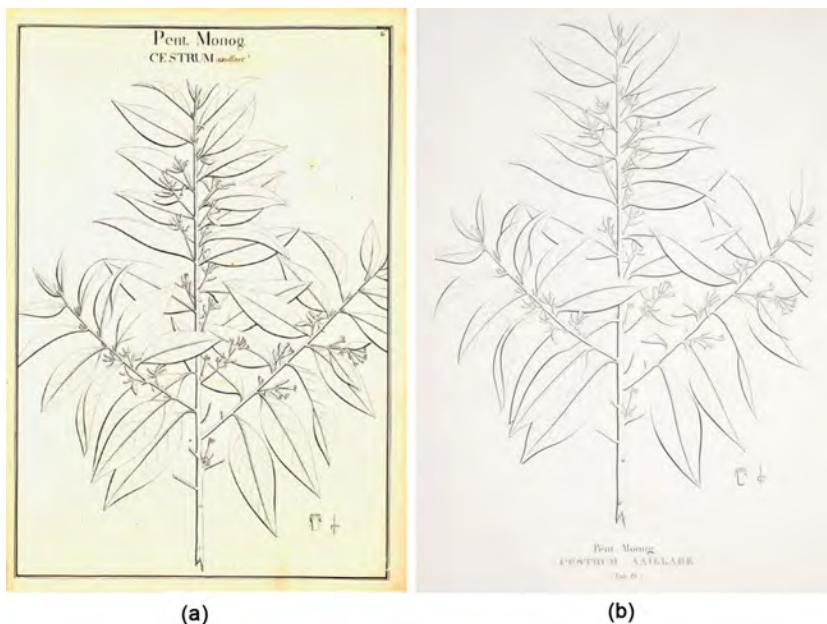 Pent. Monog.
CESTRUM axillare
(a)
Pent. Monog.
CESTRUM AXILLARE
(b)